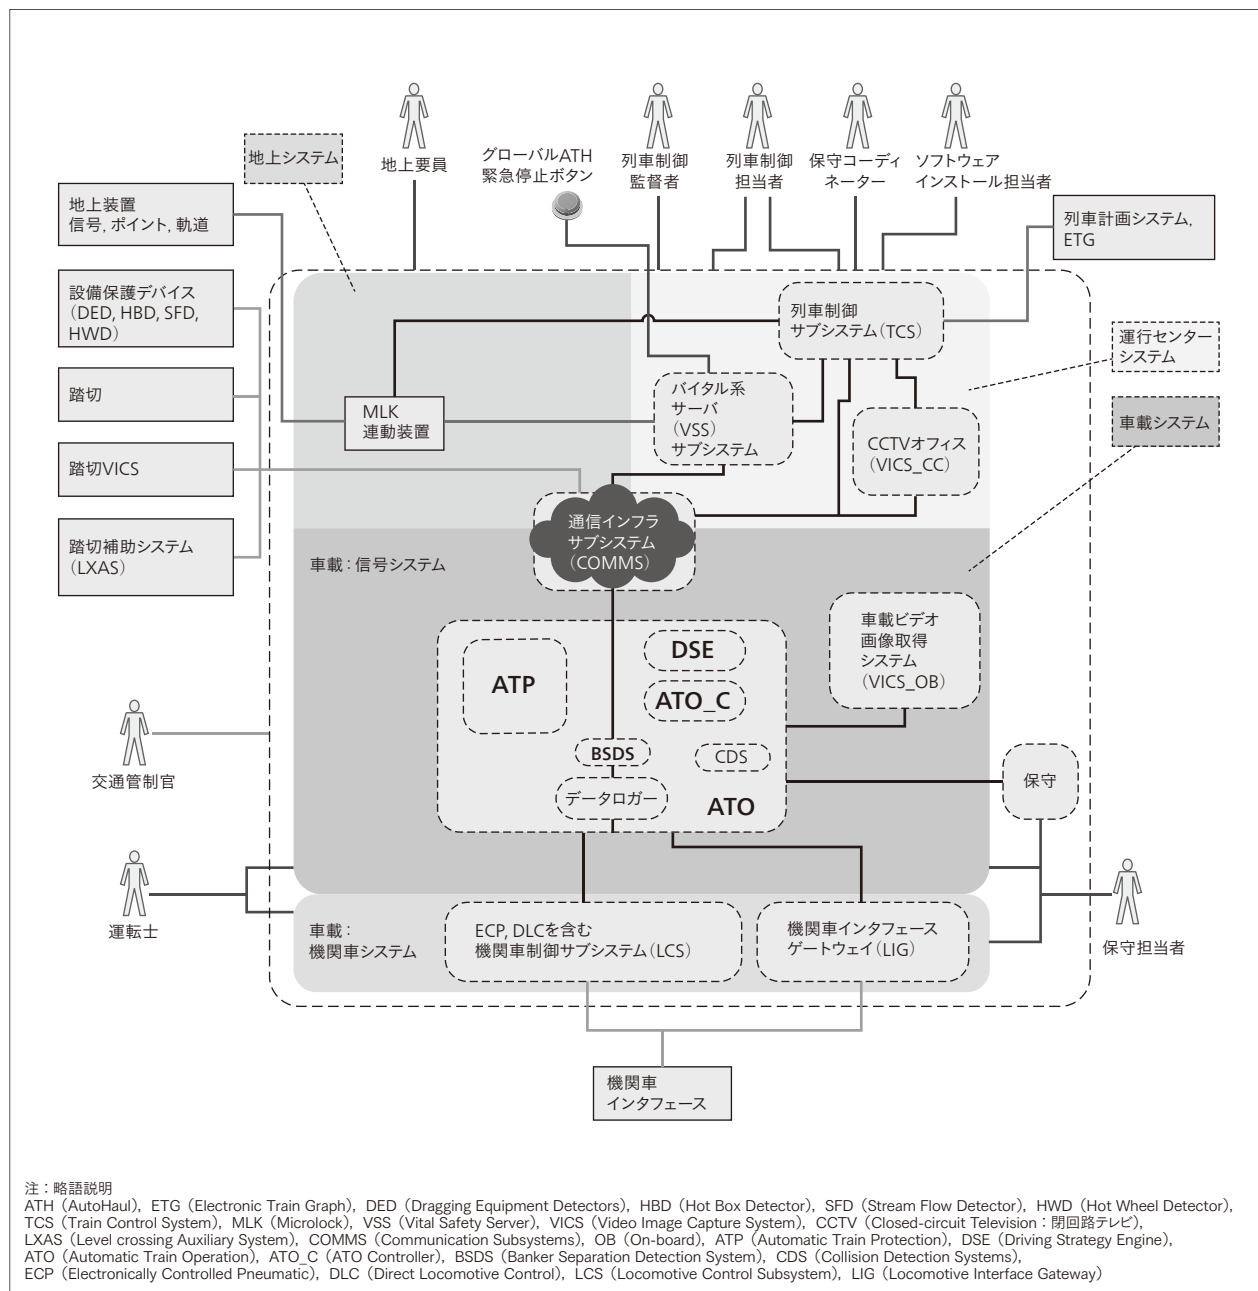 地上システム
地上要員
グローバルATH
緊急停止ボタン
列車制御
監督者
列車制御
担当者
保守コーディ
ネーター
ソフトウェア
インストール担当者
地上装置
信号, ポイント, 軌道
列車計画システム,
ETG
設備保護デバイス
（DED, HBD, SFD,
HWD）
列車制御
サブシステム（TCS）
運行センター
システム
踏切
MLK
連動装置
バイタル系
サーバ
（VSS）
サブシステム
車載システム
CCTVオフィス
（VICS_CC）
踏切VICS
通信インフラ
サブシステム
（COMMS）
踏切補助システム
（LXAS）
車載：信号システム
車載ビデオ
画像取得
システム
（VICS_OB）
ATP
DSE
ATO_C
BSDS
CDS
データロガー
ATO
交通管制官
保守
運転士
車載：
機関車システム
ECP, DLCを含む
機関車制御サブシステム（LCS）
機関車インタフェース
ゲートウェイ（LIG）
保守担当者
機関車
インタフェース
注：略語説明
ATH（AutoHaul），ETG（Electronic Train Graph），DED（Dragging Equipment Detectors），HBD（Hot Box Detector），SFD（Stream Flow Detector），HWD（Hot Wheel Detector），
TCS（Train Control System），MLK（Microlock），VSS（Vital Safety Server），VICS（Video Image Capture System），CCTV（Closed-circuit Television：閉回路テレビ），
LXAS（Level crossing Auxiliary System），COMMS（Communication Subsystems），OB（On-board），ATP（Automatic Train Protection），DSE（Driving Strategy Engine），
ATO（Automatic Train Operation），ATO_C（ATO Controller），BSDS（Banker Separation Detection System），CDS（Collision Detection Systems），
ECP（Electronically Controlled Pneumatic），DLC（Direct Locomotive Control），LCS（Locomotive Control Subsystem），LIG（Locomotive Interface Gateway）